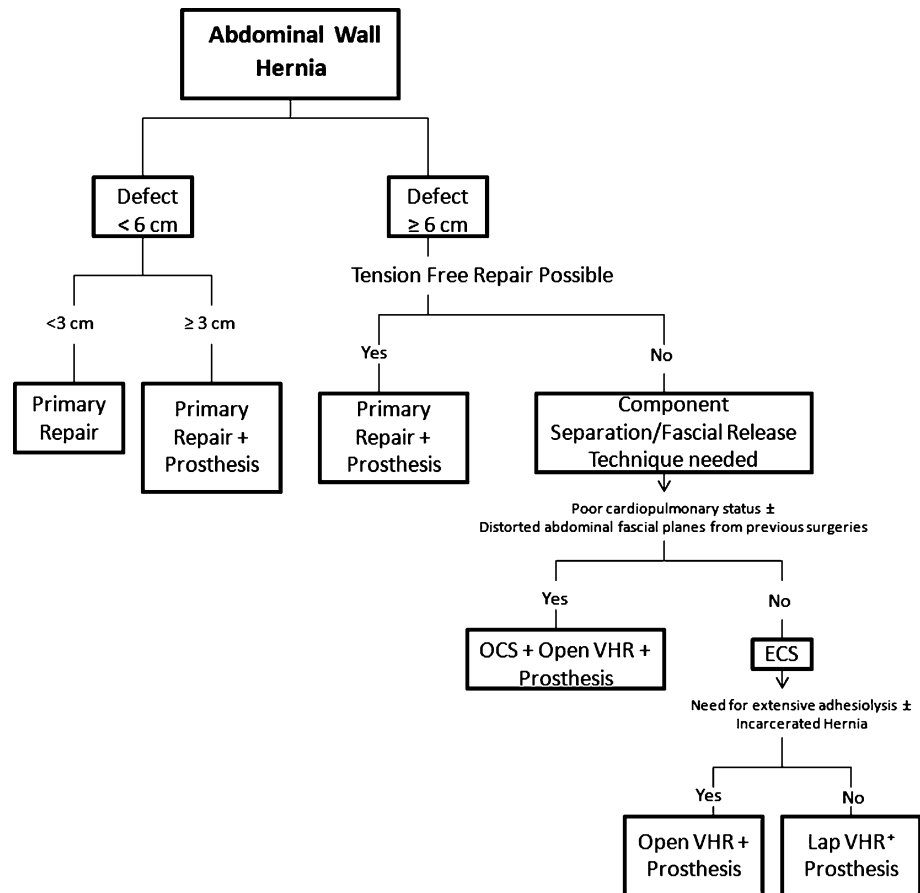 Abdominal Wall
Hernia
Defect
< 6 cm
Defect
≥ 6 cm
Tension Free Repair Possible
<3 cm
≥ 3 cm
Yes
No
Primary
Repair
Primary
Repair +
Prosthesis
Primary
Repair +
Prosthesis
Component
Separation/Fascial Release
Technique needed
Poor cardiopulmonary status ±
Distorted abdominal fascial planes from previous surgeries
Yes
No
OCS + Open VHR +
Prosthesis
ECS
Need for extensive adhesiolysis ±
Incarcerated Hernia
Yes
No
Open VHR +
Prosthesis
Lap VHR +
Prosthesis